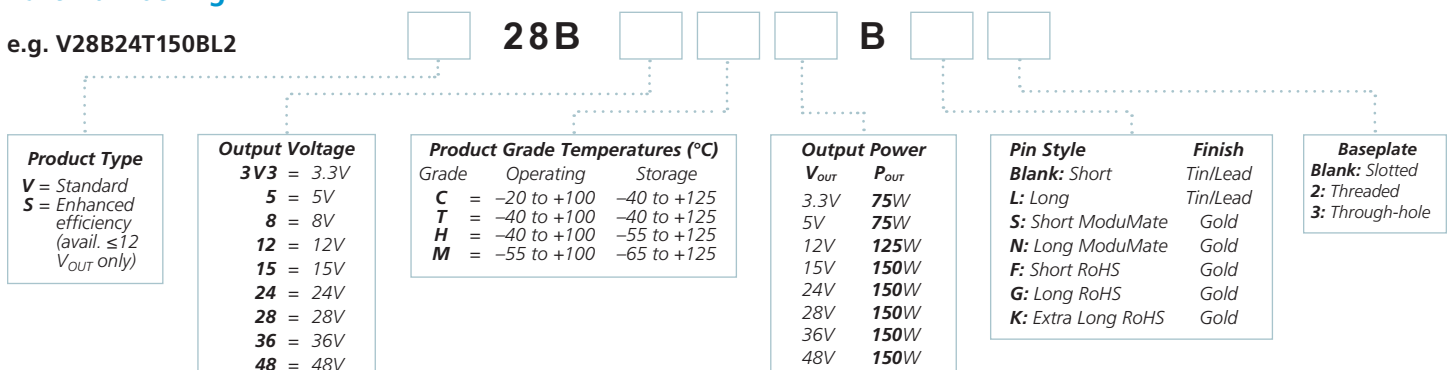 e.g. V28B24T150BL2
28B
B
Product Type
V = Standard
S = Enhanced
efficiency
(avail. ≤12
VOUT only)
Output Voltage
3V3 = 3.3V
5 = 5V
8 = 8V
12 = 12V
15 = 15V
24 = 24V
28 = 28V
36 = 36V
48 = 48V
Product Grade Temperatures (°C)
Grade Operating Storage
C = –20 to +100 –40 to +125
T = –40 to +100 –40 to +125
H = –40 to +100 –55 to +125
M = –55 to +100 –65 to +125
Output Power
VOUT POUT
3.3V 75W
5V 75W
12V 125W
15V 150W
24V 150W
28V 150W
36V 150W
48V 150W
Pin Style Finish
Blank: Short Tin/Lead
L: Long Tin/Lead
S: Short ModuMate Gold
N: Long ModuMate Gold
F: Short RoHS Gold
G: Long RoHS Gold
K: Extra Long RoHS Gold
Baseplate
Blank: Slotted
2: Threaded
3: Through-hole